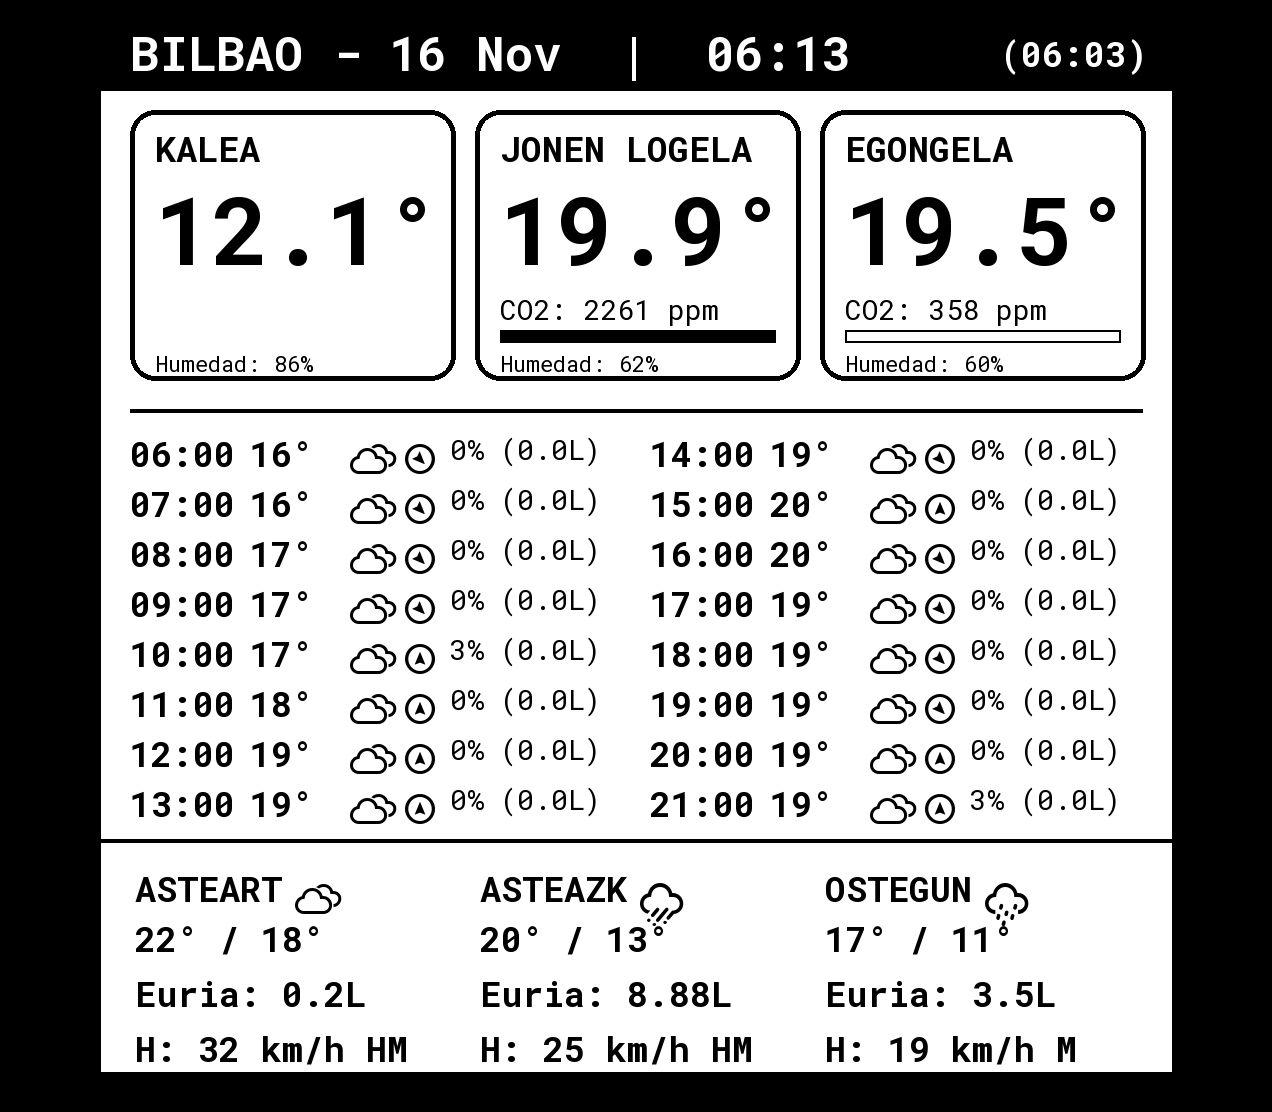 BILBAO - 16 Nov | 06:13 (06:03)
KALEA
12.1°
Humedad: 86%
JONEN LOGELA
19.9°
CO2: 2261 ppm
Humedad: 62%
EGONGELA
19.5°
CO2: 358 ppm
Humedad: 60%
06:00 16° 0% (0.0L)
07:00 16° 0% (0.0L)
08:00 17° 0% (0.0L)
09:00 17° 0% (0.0L)
10:00 17° 3% (0.0L)
11:00 18° 0% (0.0L)
12:00 19° 0% (0.0L)
13:00 19° 0% (0.0L)
14:00 19° 0% (0.0L)
15:00 20° 0% (0.0L)
16:00 20° 0% (0.0L)
17:00 19° 0% (0.0L)
18:00 19° 0% (0.0L)
19:00 19° 0% (0.0L)
20:00 19° 0% (0.0L)
21:00 19° 3% (0.0L)
ASTEART
22° / 18°
Euria: 0.2L
H: 32 km/h HM
ASTEAZK
20° / 13°
Euria: 8.88L
H: 25 km/h HM
OSTEGUN
17° / 11°
Euria: 3.5L
H: 19 km/h M